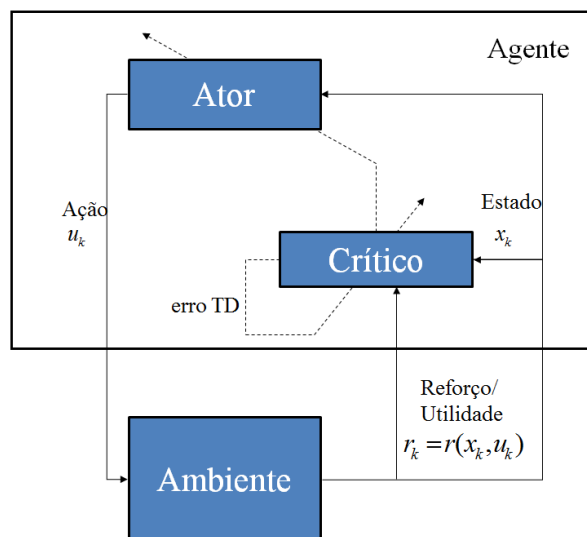 Agente
Ator
Ação
u_k
Estado
x_k
Crítico
erro TD
Reforço/
Utilidade
r_k = r(x_k, u_k)
Ambiente